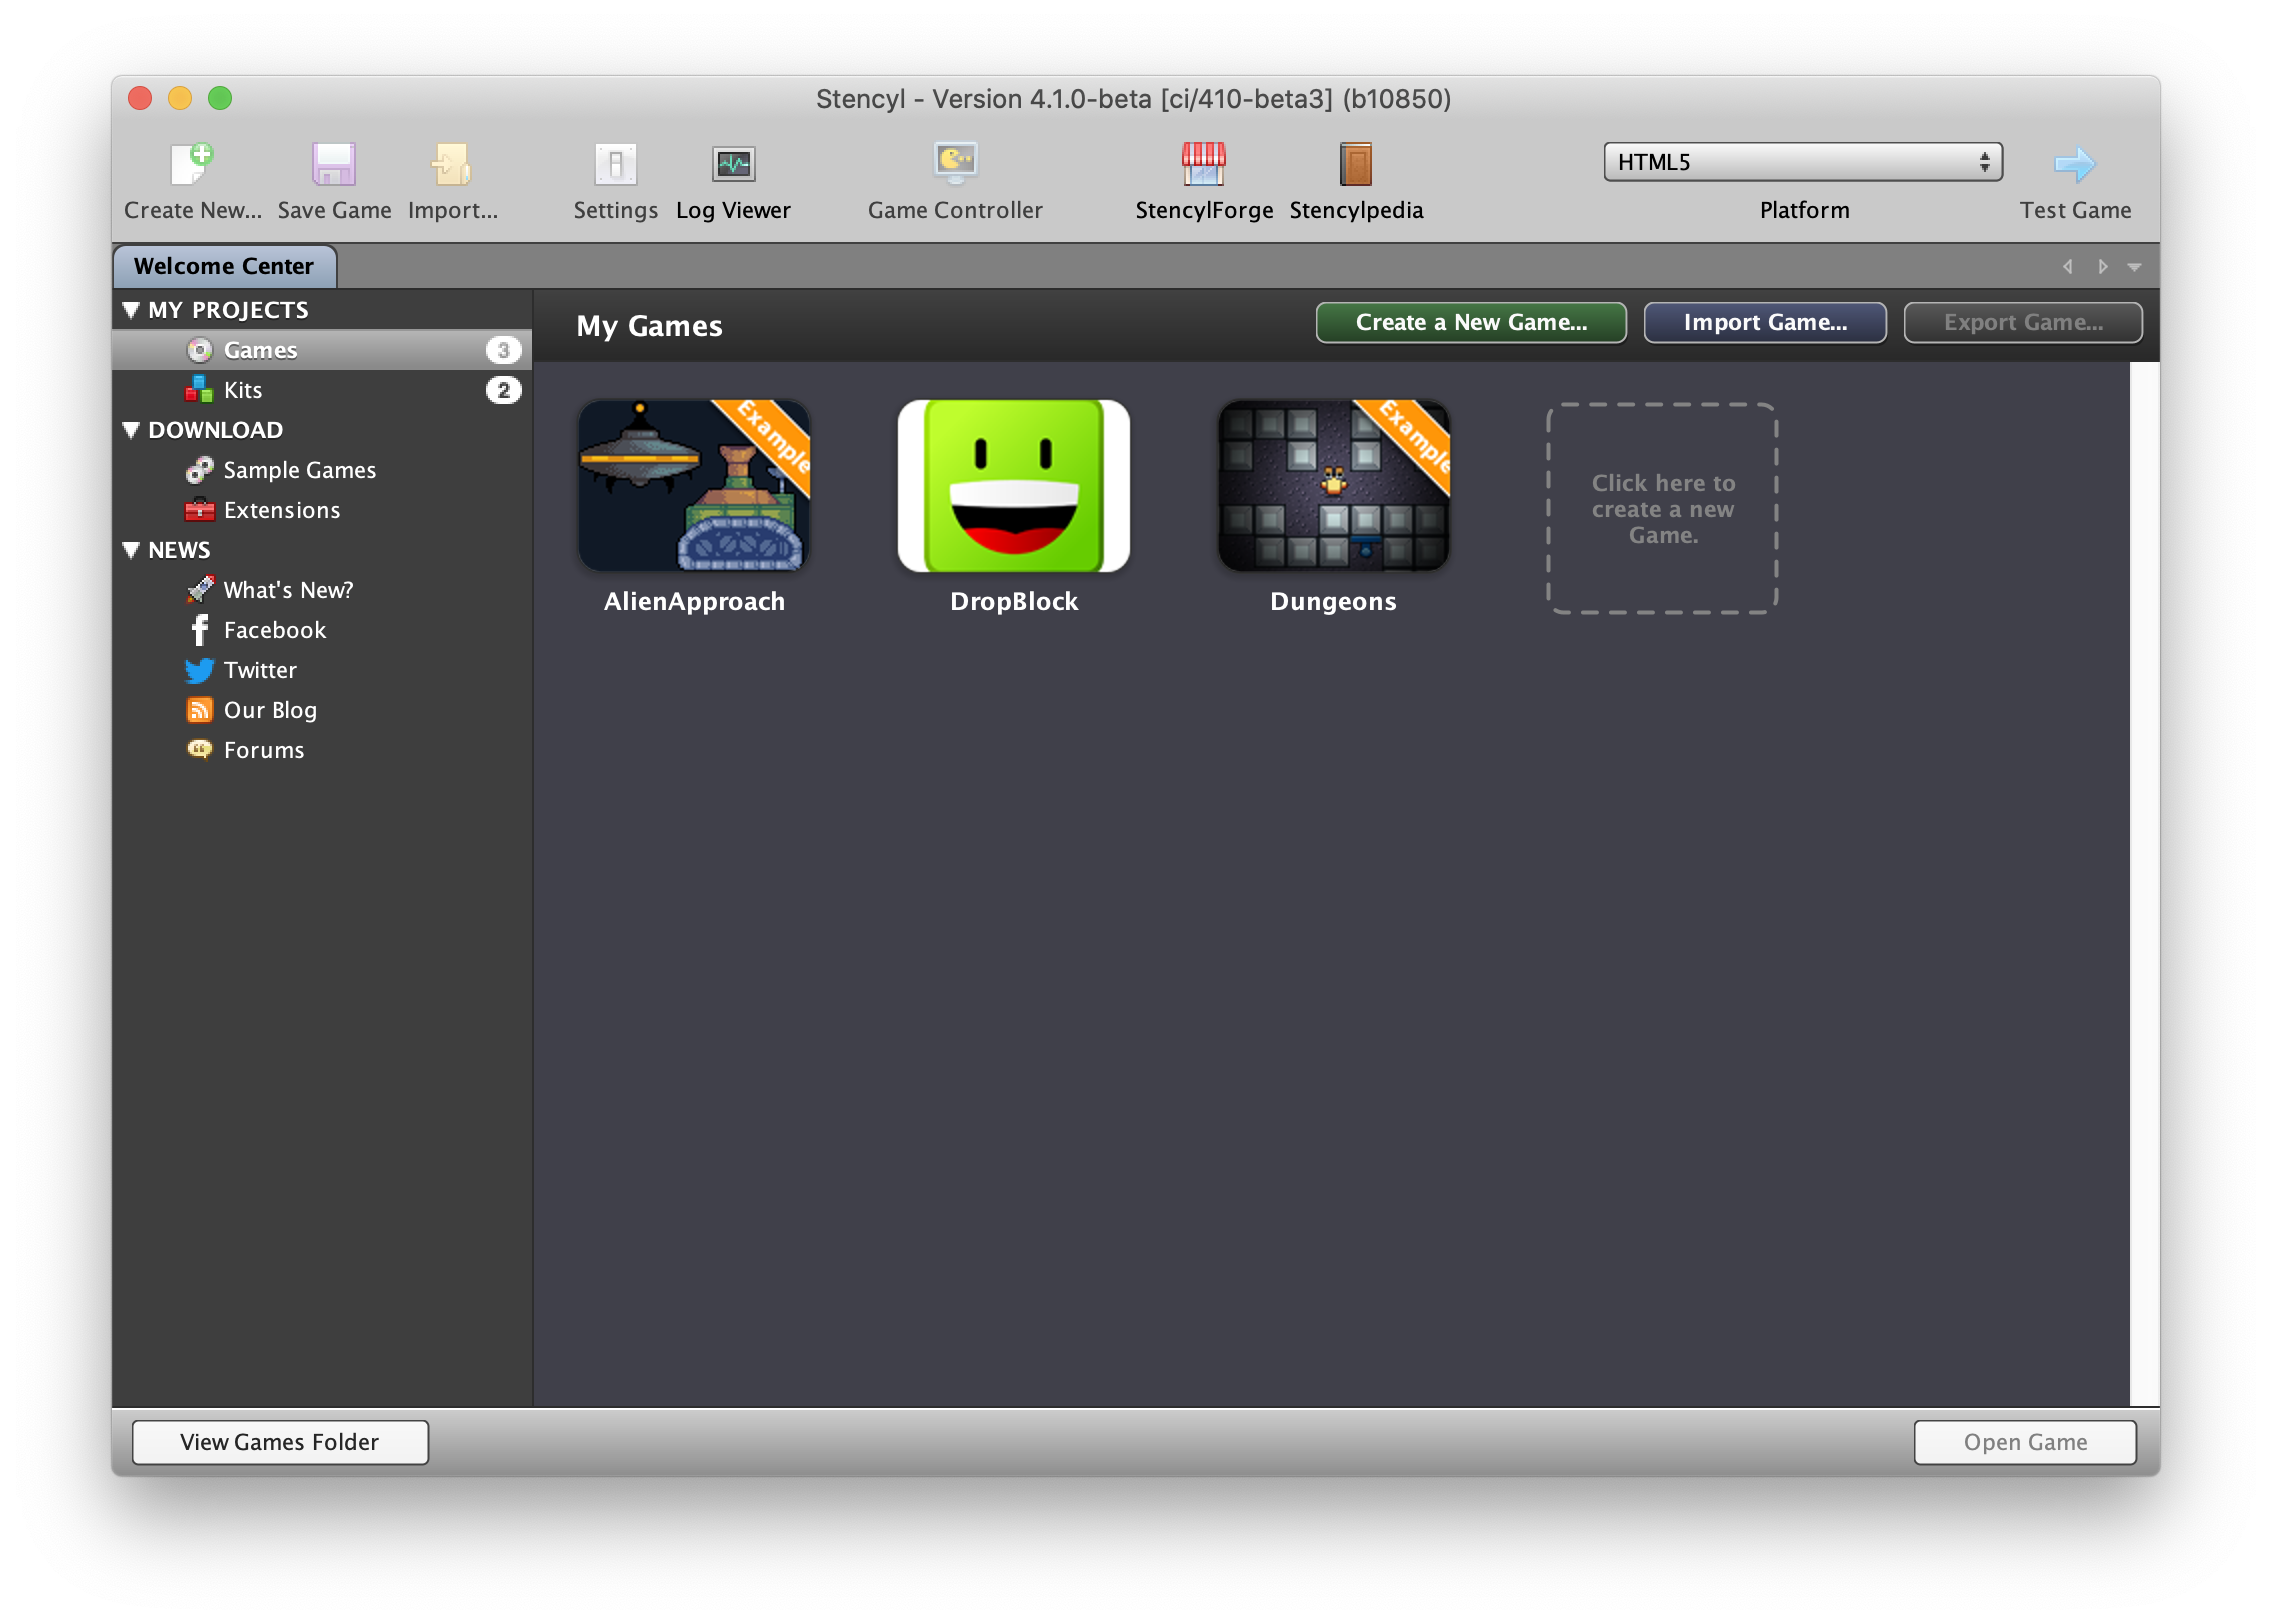 Stencyl - Version 4.1.0-beta [ci/410-beta3] (b10850)
Create New... Save Game Import... Settings Log Viewer Game Controller StencylForge Stencylpedia HTML5 Platform Test Game
Welcome Center
MY PROJECTS
Games 3
Kits 2
DOWNLOAD
Sample Games
Extensions
NEWS
What's New?
Facebook
Twitter
Our Blog
Forums
My Games Create a New Game... Import Game... Export Game...
Example
AlienApproach
DropBlock
Example
Dungeons
Click here to
create a new
Game.
View Games Folder Open Game